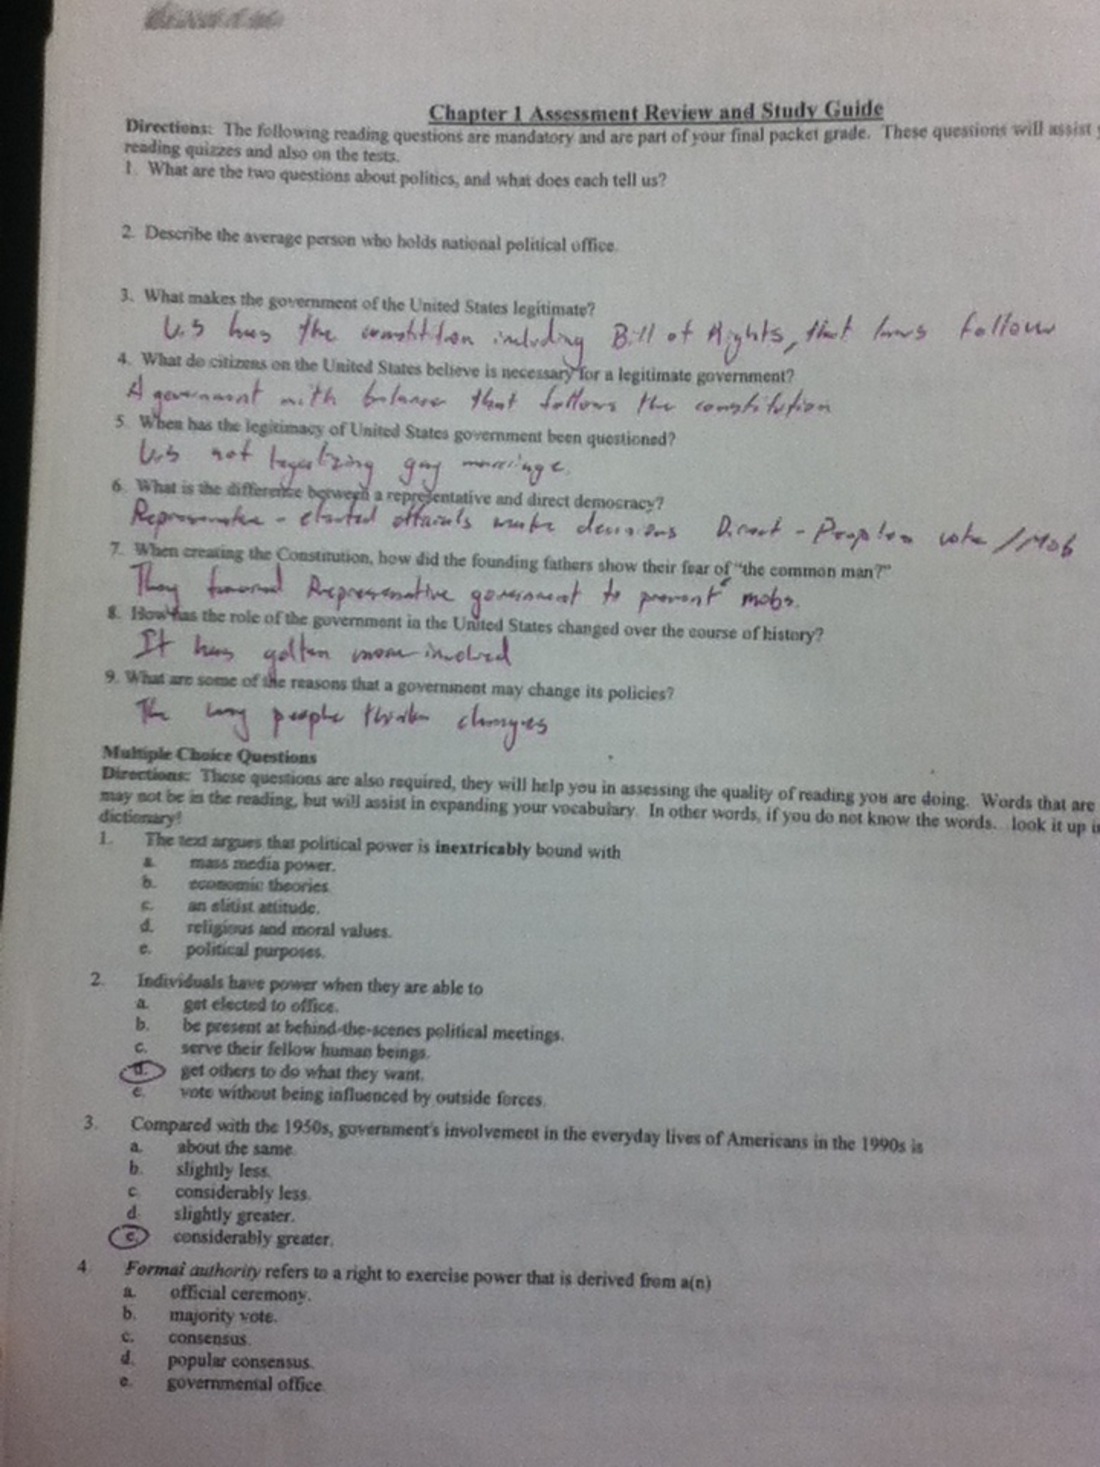 Chapter 1 Assessment Review and Study Guide
Directions: The following reading questions are mandatory and are part of your final packet grade. These questions will assist
reading quizzes and also on the tests.
1. What are the two questions about politics, and what does each tell us?
2. Describe the average person who holds national political office.
3. What makes the government of the United States legitimate?
U.S has the constitution including Bill of Rights, that laws follow
4. What do citizens on the United States believe is necessary for a legitimate government?
A government with balance that follows the constitution
5. When has the legitimacy of United States government been questioned?
U.S not legalizing gay marriage.
6. What is the difference between a representative and direct democracy?
Representative - elected officials make decisions Direct - Peoples vote / Mob
7. When creating the Constitution, how did the founding fathers show their fear of "the common man?"
They favored Representative government to prevent mobs.
8. How has the role of the government in the United States changed over the course of history?
It has gotten more involved
9. What are some of the reasons that a government may change its policies?
The way people thinks changes
Multiple Choice Questions
Directions: These questions are also required, they will help you in assessing the quality of reading you are doing. Words that are
may not be in the reading, but will assist in expanding your vocabulary. In other words, if you do not know the words... look it up
dictionary!
1. The text argues that political power is inextricably bound with
a. mass media power.
b. economic theories.
c. an elitist attitude.
d. religious and moral values.
e. political purposes.
2. Individuals have power when they are able to
a. get elected to office.
b. be present at behind-the-scenes political meetings.
c. serve their fellow human beings.
d. get others to do what they want.
e. vote without being influenced by outside forces.
3. Compared with the 1950s, government's involvement in the everyday lives of Americans in the 1990s is
a. about the same.
b. slightly less.
c. considerably less.
d. slightly greater.
e. considerably greater.
4. Formal authority refers to a right to exercise power that is derived from a(n)
a. official ceremony.
b. majority vote.
c. consensus.
d. popular consensus.
e. governmental office.